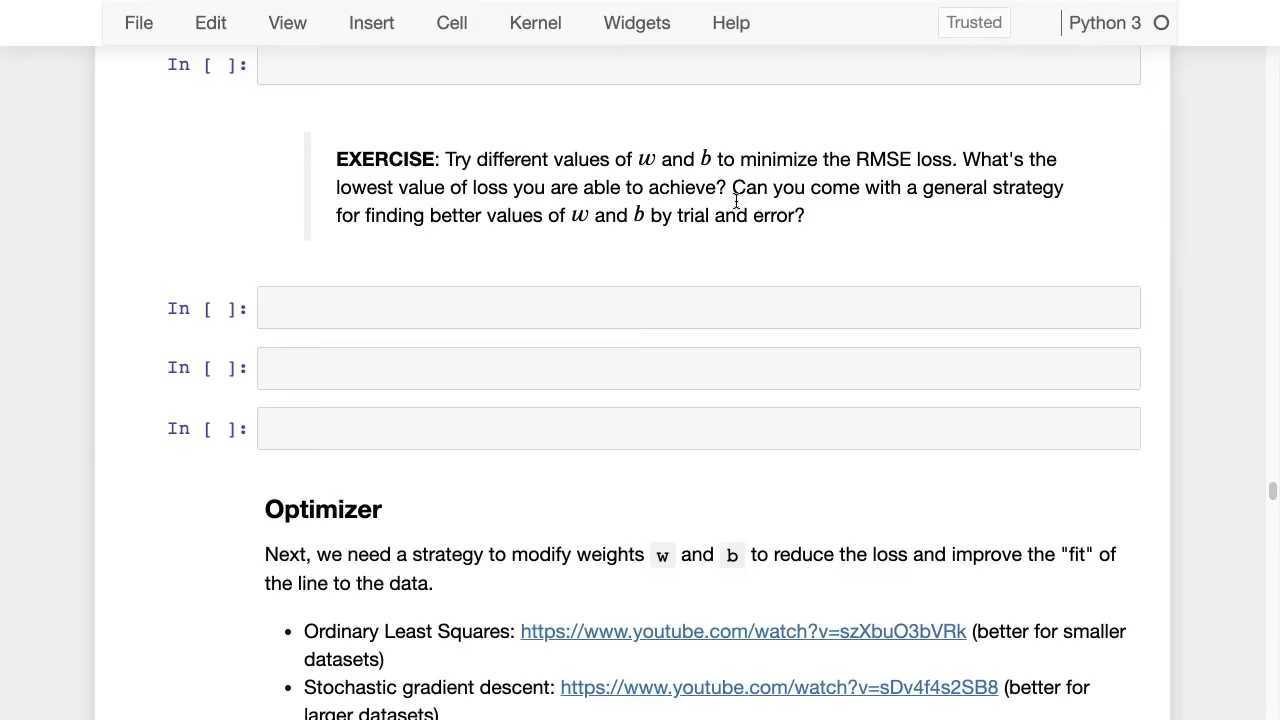 File Edit View Insert Cell Kernel Widgets Help Trusted Python 3
In [ ]:
EXERCISE: Try different values of w and b to minimize the RMSE loss. What's the
lowest value of loss you are able to achieve? Can you come with a general strategy
for finding better values of w and b by trial and error?
In [ ]:
In [ ]:
In [ ]:
Optimizer
Next, we need a strategy to modify weights w and b to reduce the loss and improve the "fit" of
the line to the data.
• Ordinary Least Squares: https://www.youtube.com/watch?v=szXbuO3bVRk (better for smaller
datasets)
• Stochastic gradient descent: https://www.youtube.com/watch?v=sDv4f4s2SB8 (better for
larger datasets)